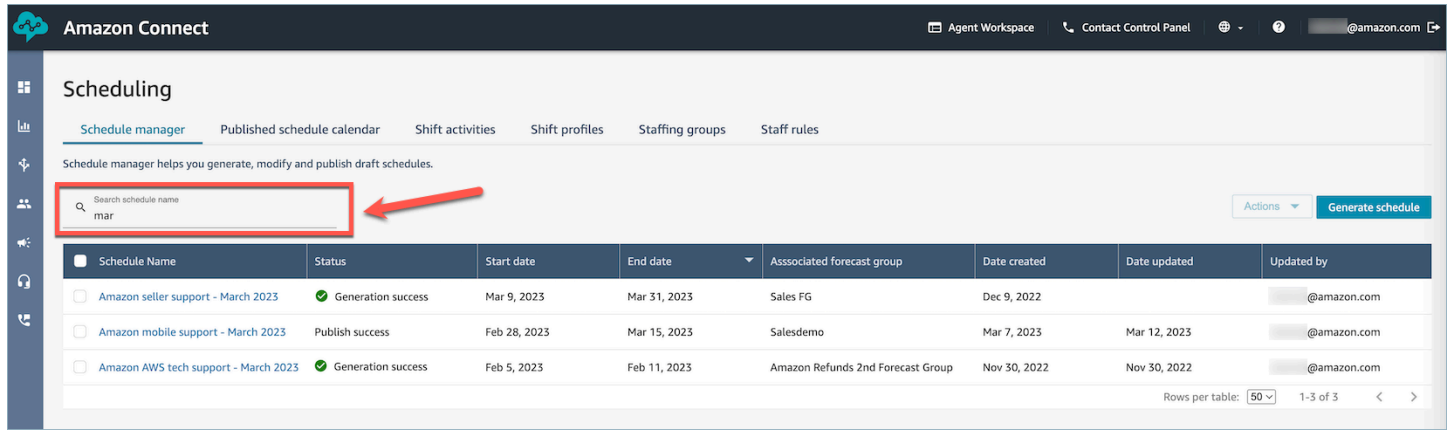 Amazon Connect Agent Workspace Contact Control Panel @amazon.com
Scheduling
Schedule manager Published schedule calendar Shift activities Shift profiles Staffing groups Staff rules
Schedule manager helps you generate, modify and publish draft schedules.
Search schedule name
mar
Actions Generate schedule
Schedule Name Status Start date End date Asssociated forecast group Date created Date updated Updated by
Amazon seller support - March 2023 Generation success Mar 9, 2023 Mar 31, 2023 Sales FG Dec 9, 2022 @amazon.com
Amazon mobile support - March 2023 Publish success Feb 28, 2023 Mar 15, 2023 Salesdemo Mar 7, 2023 Mar 12, 2023 @amazon.com
Amazon AWS tech support - March 2023 Generation success Feb 5, 2023 Feb 11, 2023 Amazon Refunds 2nd Forecast Group Nov 30, 2022 Nov 30, 2022 @amazon.com
Rows per table: 50 1-3 of 3